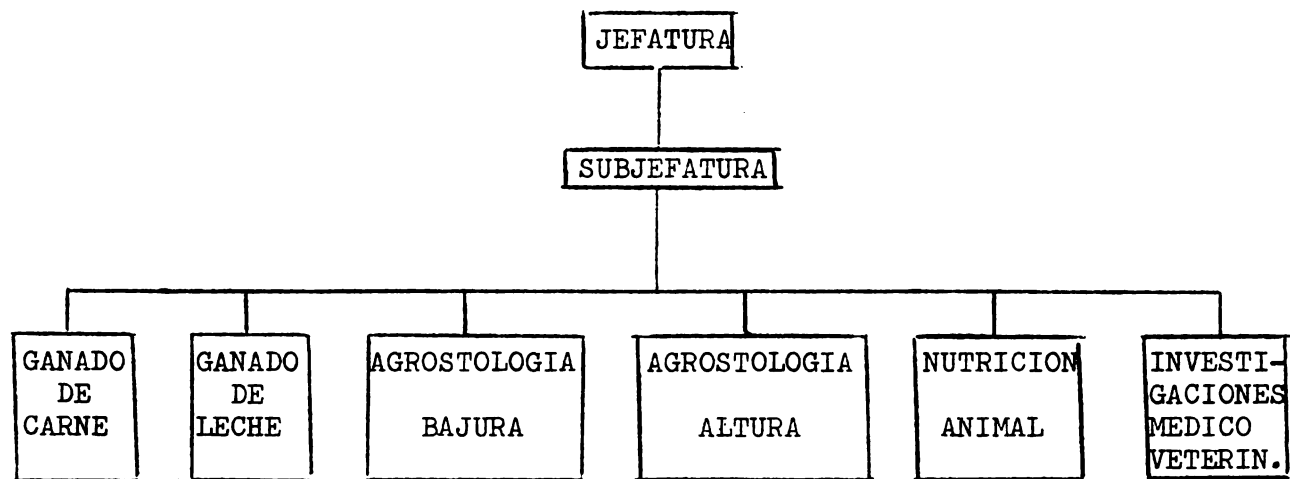 JEFATURA
SUBJEFATURA
GANADO
DE
CARNE
GANADO
DE
LECHE
AGROSTOLOGIA
BAJURA
AGROSTOLOGIA
ALTURA
NUTRICION
ANIMAL
INVESTI-
GACIONES
MEDICO
VETERIN.